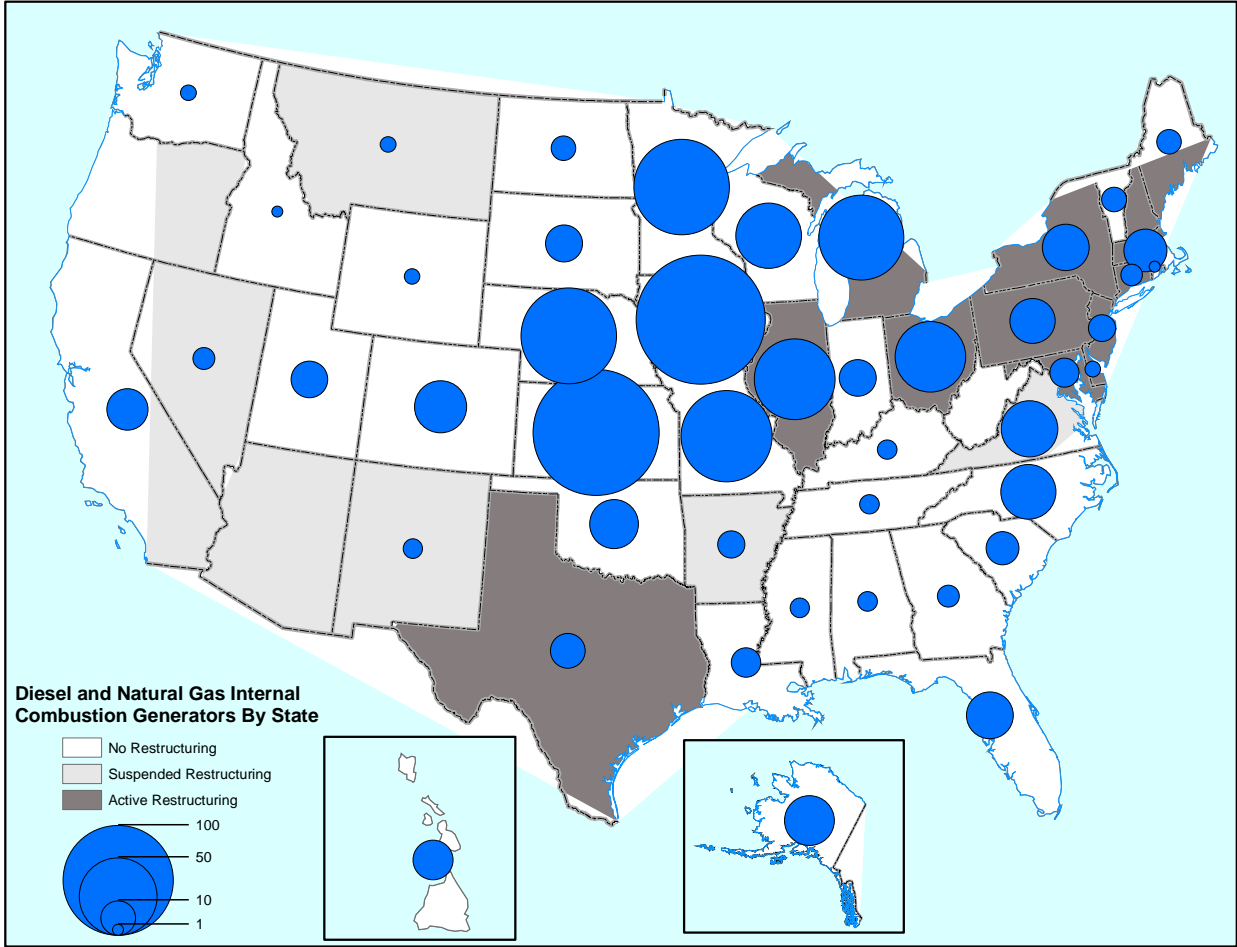 Diesel and Natural Gas Internal
Combustion Generators By State
No Restructuring
Suspended Restructuring
Active Restructuring
100
50
10
1